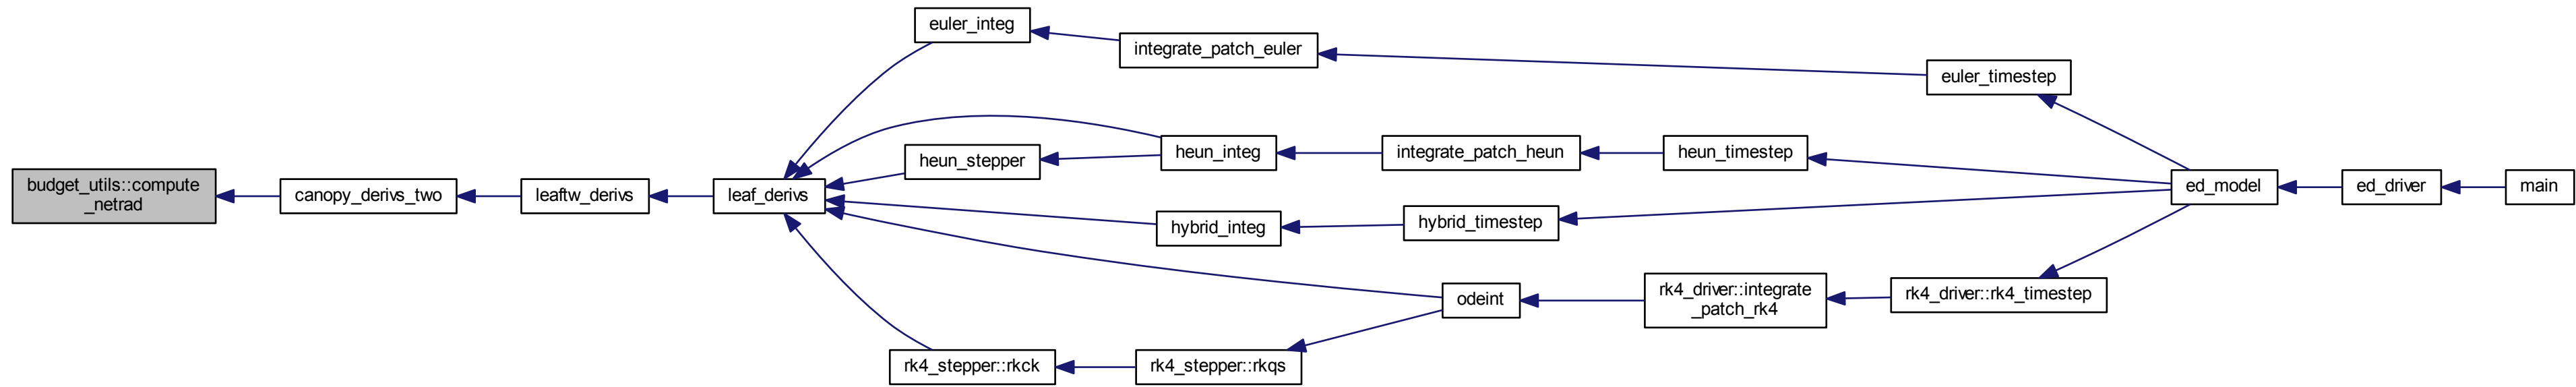 euler_integ
integrate_patch_euler
euler_timestep
heun_integ
integrate_patch_heun
heun_timestep
heun_stepper
budget_utils::compute
_netrad
canopy_derivs_two
leaftw_derivs
leaf_derivs
ed_model
ed_driver
main
hybrid_integ
hybrid_timestep
odeint
rk4_driver::integrate
_patch_rk4
rk4_driver::rk4_timestep
rk4_stepper::rkck
rk4_stepper::rkqs